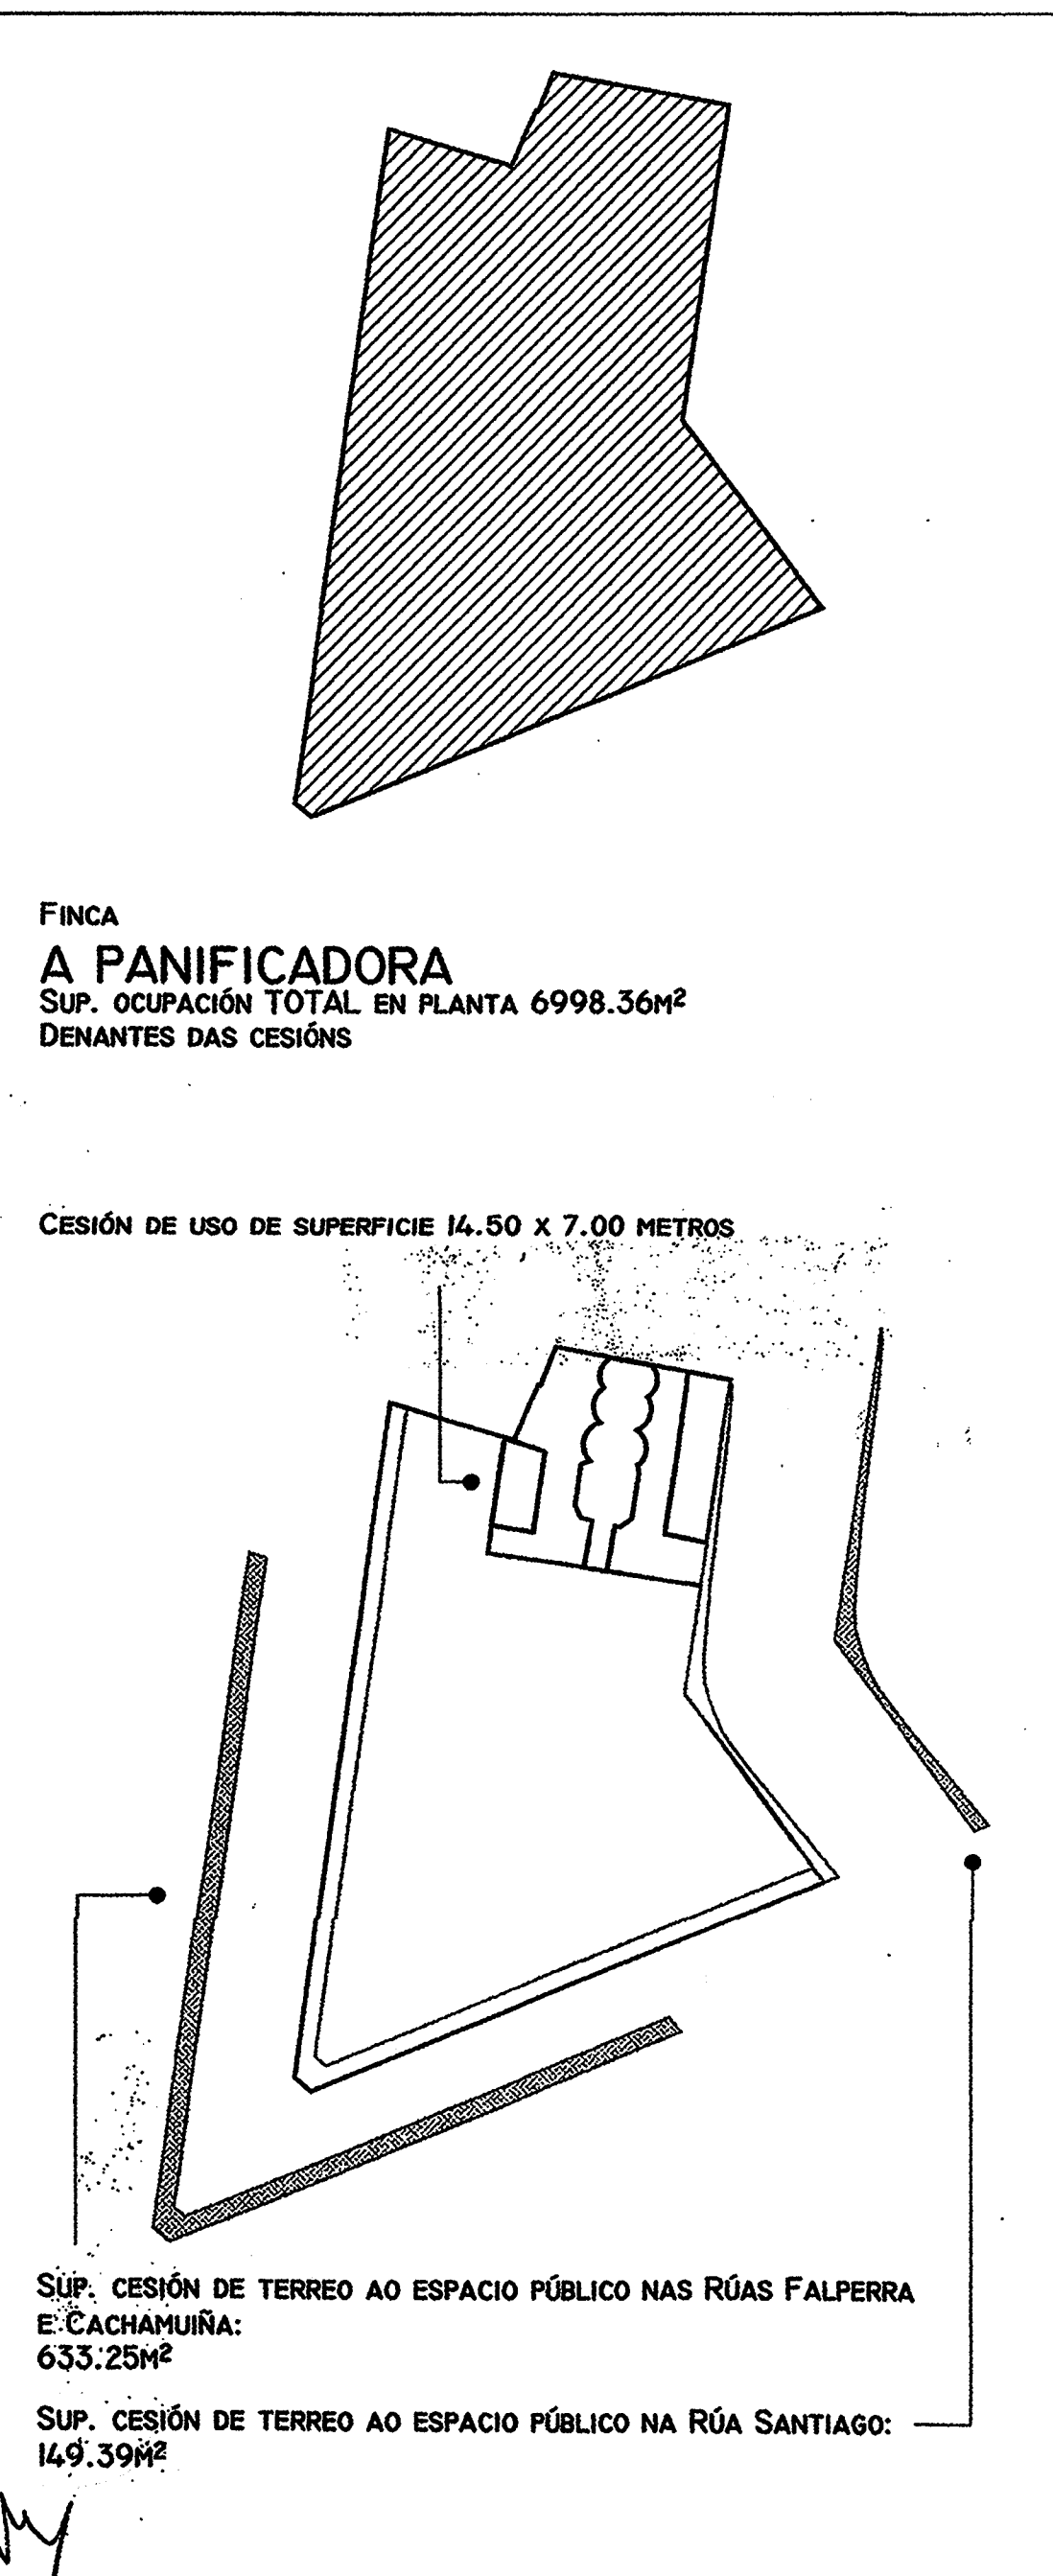 FINCA
A PANIFICADORA
SUP. OCUPACIÓN TOTAL EN PLANTA 6998.36M²
DENANTES DAS CESIÓNS
CESIÓN DE USO DE SUPERFICIE 14.50 X 7.00 METROS
SUP. CESIÓN DE TERREO AO ESPACIO PÚBLICO NAS RÚAS FALPERRA
E CACHAMUIÑA:
633.25M²
SUP. CESIÓN DE TERREO AO ESPACIO PÚBLICO NA RÚA SANTIAGO:
149.39M²